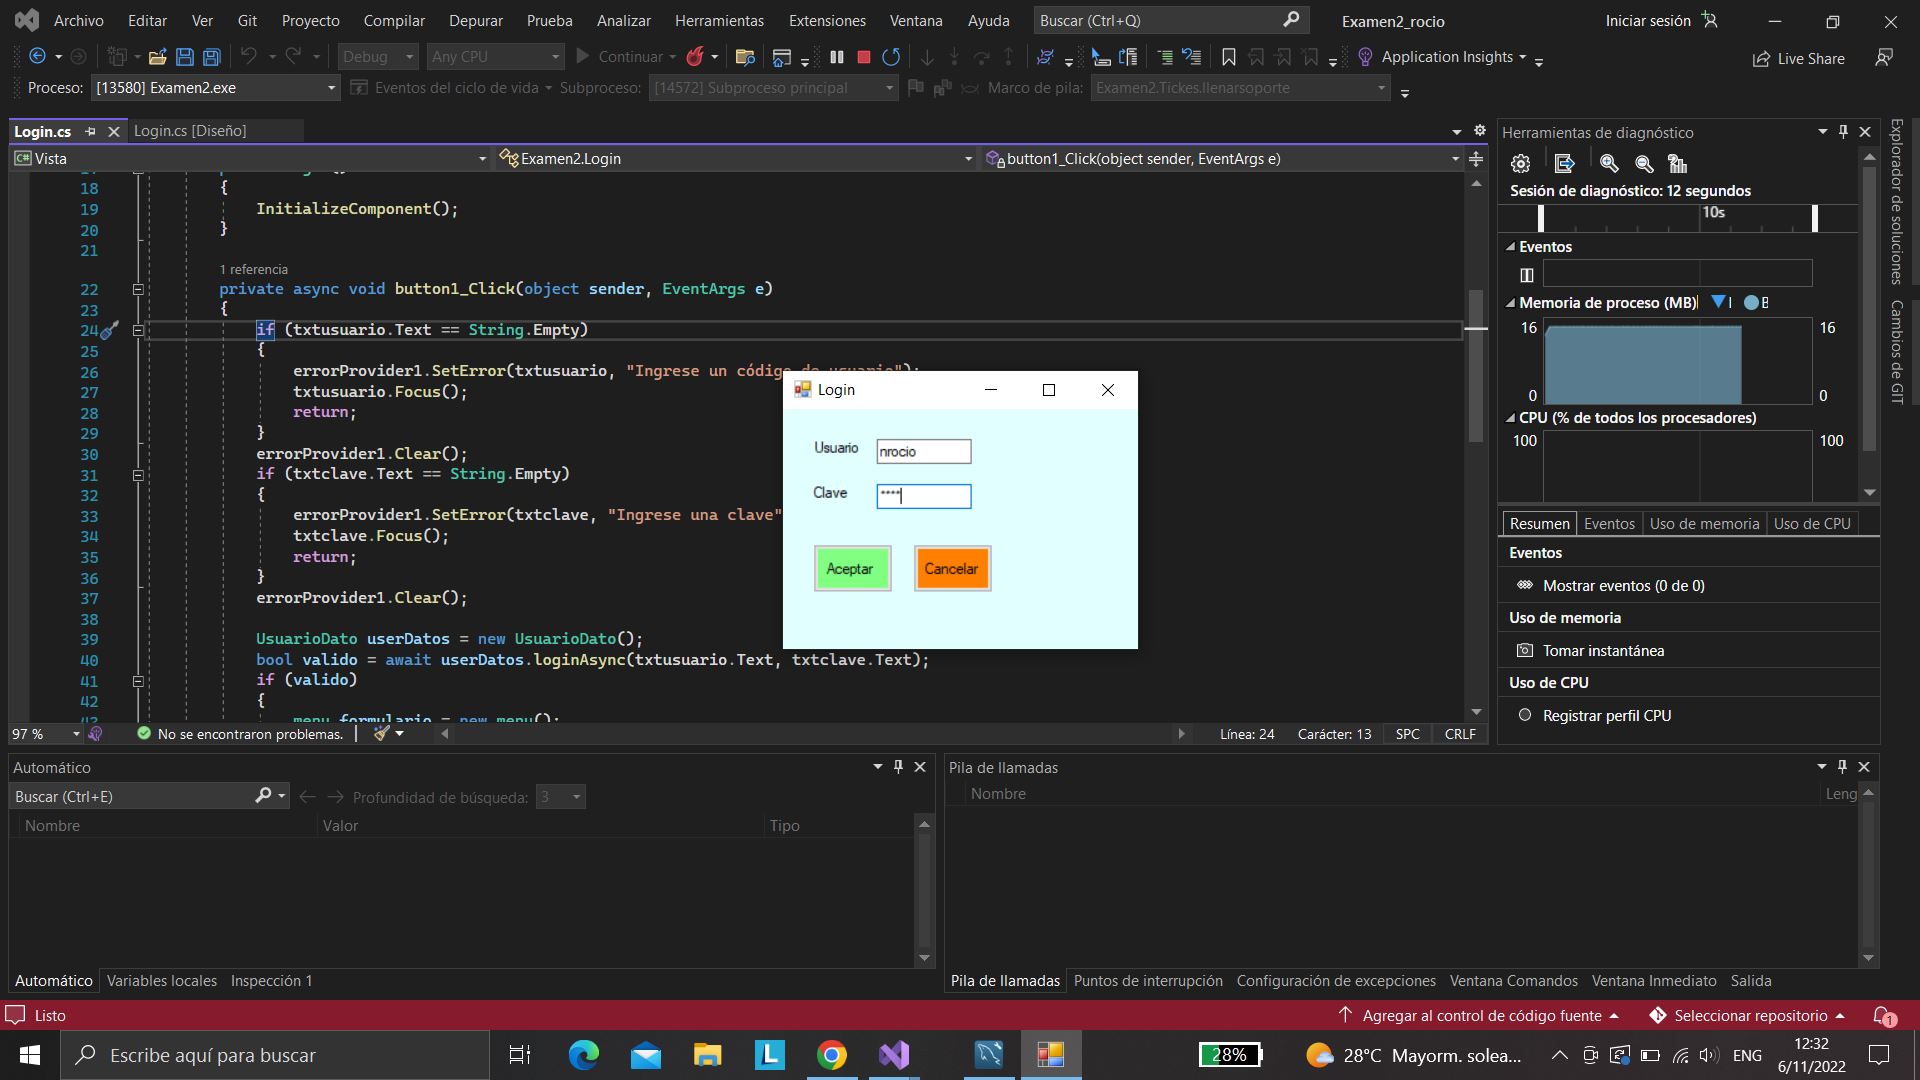 Archivo Editar Ver Git Proyecto Compilar Depurar Prueba Analizar Herramientas Extensiones Ventana Ayuda Buscar (Ctrl+Q) Examen2_rocio Iniciar sesión
Debug Any CPU Continuar Application Insights Live Share
Proceso: [13580] Examen2.exe Eventos del ciclo de vida Subproceso: [14572] Subproceso principal Marco de pila: Examen2.Tickes.llenarsoporte
Login.cs Login.cs [Diseño]
C# Vista Examen2.Login button1_Click(object sender, EventArgs e)
18 {
19 InitializeComponent();
20 }
21
1 referencia
22 private async void button1_Click(object sender, EventArgs e)
23 {
24 if (txtusuario.Text == String.Empty)
25 {
26 errorProvider1.SetError(txtusuario, "Ingrese un código de usuario");
27 txtusuario.Focus();
28 return;
29 }
30 errorProvider1.Clear();
31 if (txtclave.Text == String.Empty)
32 {
33 errorProvider1.SetError(txtclave, "Ingrese una clave"
34 txtclave.Focus();
35 return;
36 }
37 errorProvider1.Clear();
38
39 UsuarioDato userDatos = new UsuarioDato();
40 bool valido = await userDatos.loginAsync(txtusuario.Text, txtclave.Text);
41 if (valido)
42 {
43 menu formulario = new menu();
97 % No se encontraron problemas. Línea: 24 Carácter: 13 SPC CRLF
Login
Usuario nrocio
Clave ****
Aceptar Cancelar
Herramientas de diagnóstico
Sesión de diagnóstico: 12 segundos
10s
Eventos
Memoria de proceso (MB) I B
16 16
0 0
CPU (% de todos los procesadores)
100 100
Resumen Eventos Uso de memoria Uso de CPU
Eventos
Mostrar eventos (0 de 0)
Uso de memoria
Tomar instantánea
Uso de CPU
Registrar perfil CPU
Explorador de soluciones
Cambios de GIT
Automático
Buscar (Ctrl+E) Profundidad de búsqueda: 3
Nombre Valor Tipo
Automático Variables locales Inspección 1
Pila de llamadas
Nombre Leng
Pila de llamadas Puntos de interrupción Configuración de excepciones Ventana Comandos Ventana Inmediato Salida
Listo Agregar al control de código fuente Seleccionar repositorio 1
Escribe aquí para buscar L 28% 28°C Mayorm. solea... ENG 12:32
6/11/2022